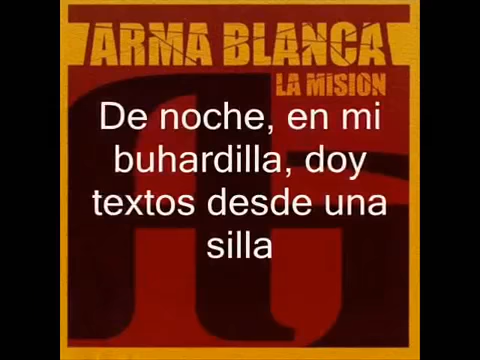 ARMA BLANCA
LA MISION
De noche, en mi
buhardilla, doy
textos desde una
silla